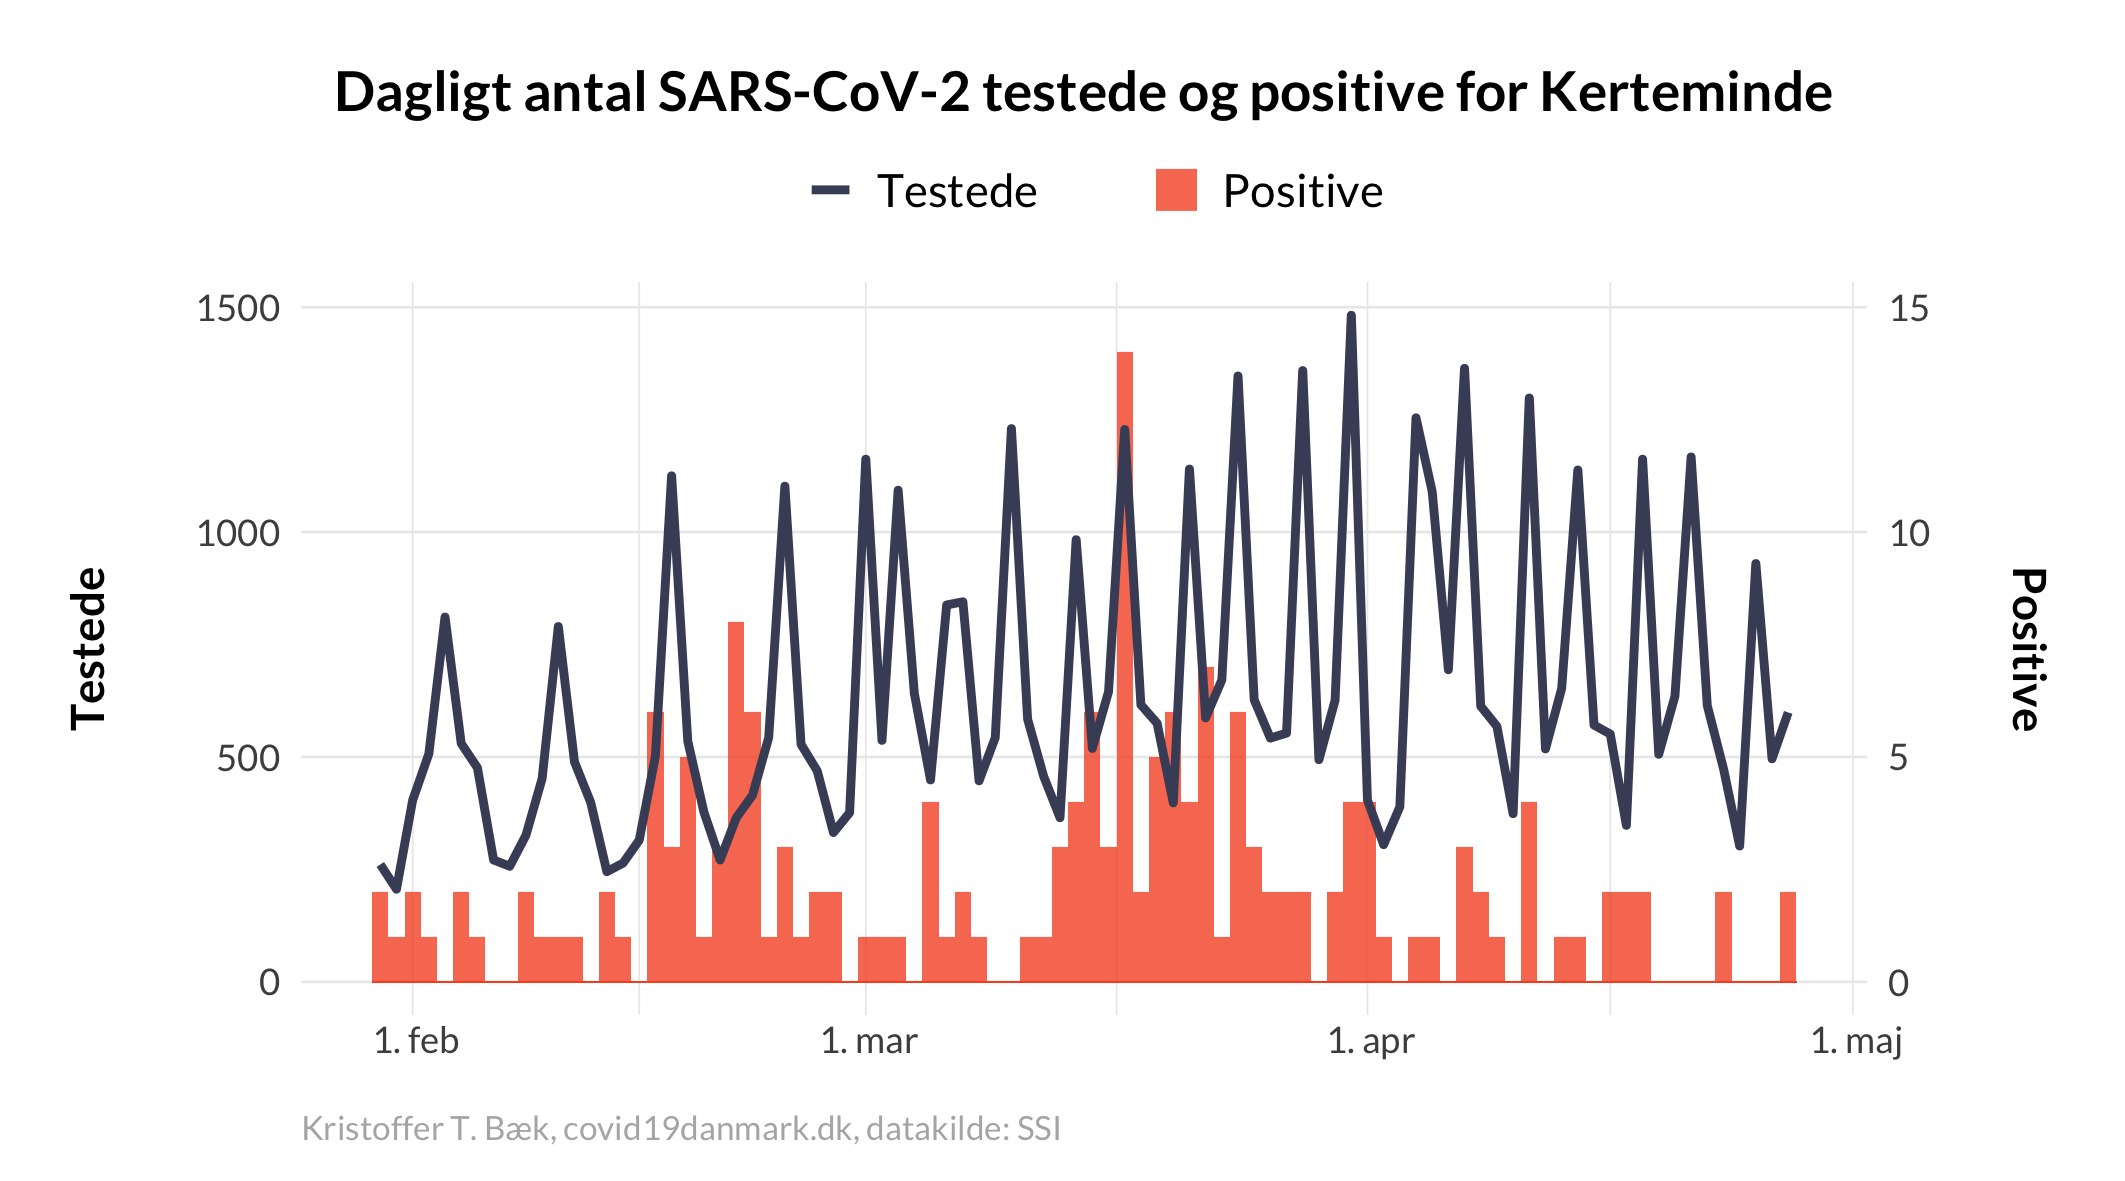 Dagligt antal SARS-CoV-2 testede og positive for Kerteminde
Testede Positive
1500 15
1000 10
Testede Positive
500 5
0 0
1. feb 1. mar 1. apr 1. maj
Kristoffer T. Bæk, covid19danmark.dk, datakilde: SSI